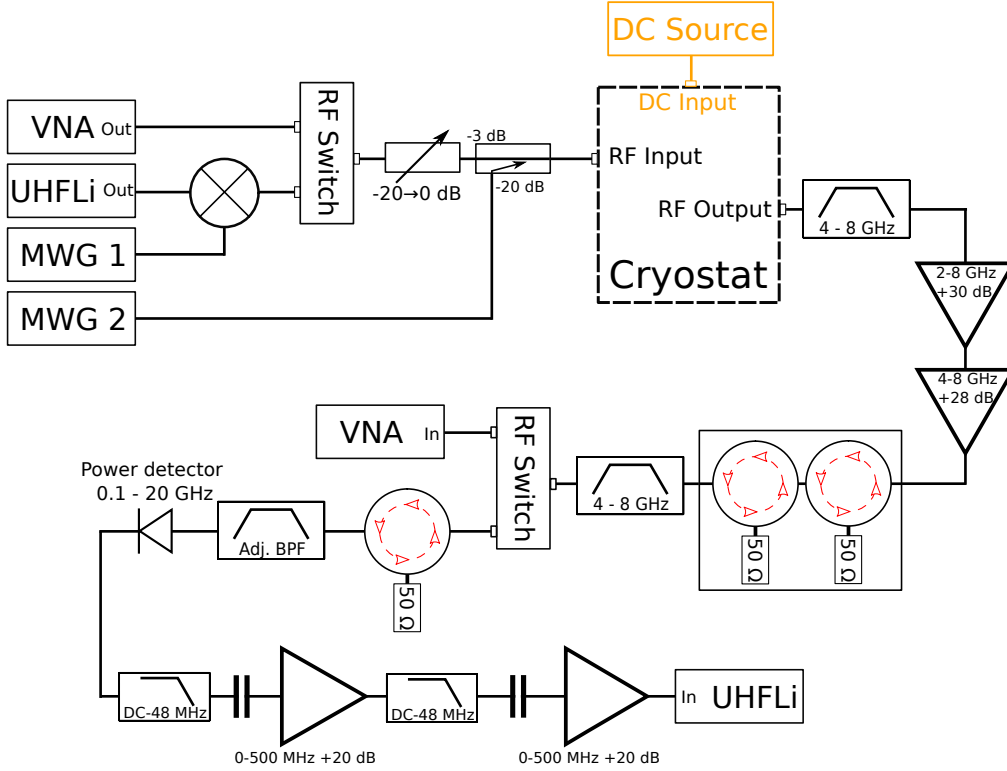 DC Source
DC Input
VNA Out
UHFLi Out
MWG 1
MWG 2
RF Switch
-20→0 dB
-3 dB
-20 dB
RF Input
RF Output
Cryostat
4 - 8 GHz
2-8 GHz
+30 dB
4-8 GHz
+28 dB
50 Ω
50 Ω
4 - 8 GHz
RF Switch
VNA In
50 Ω
Adj. BPF
Power detector
0.1 - 20 GHz
DC-48 MHz
0-500 MHz +20 dB
DC-48 MHz
0-500 MHz +20 dB
In UHFLi